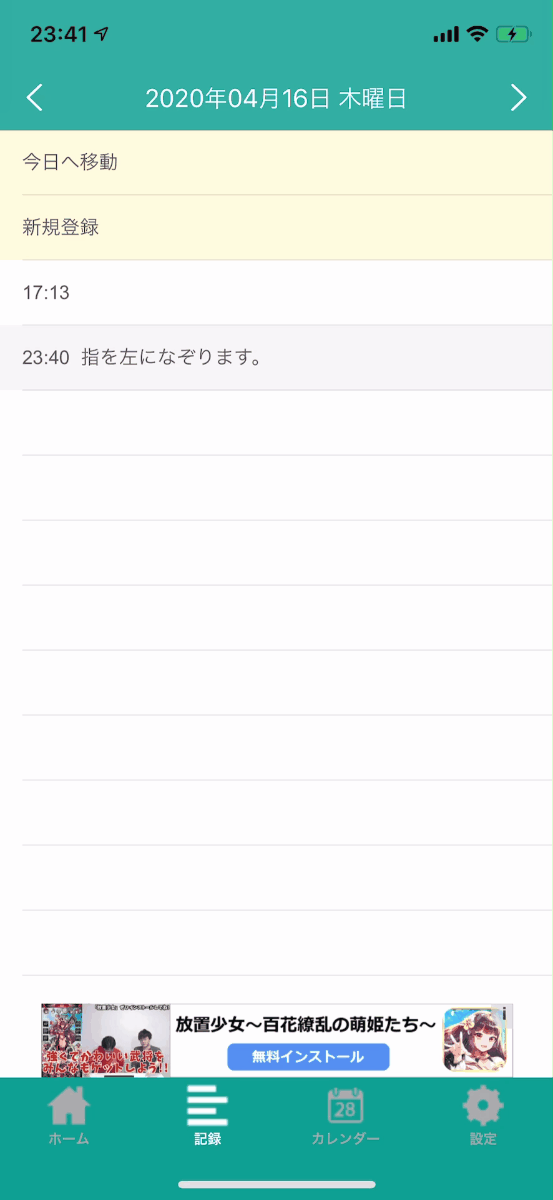 23:41
2020年04月16日 木曜日
今日へ移動
新規登録
17:13
23:40 指を左になぞります。
放置少女〜百花繚乱の萌姫たち〜
無料インストール
強くてかわいい武将を
みんなもゲットしよう!!
ホーム
記録
28
カレンダー
設定